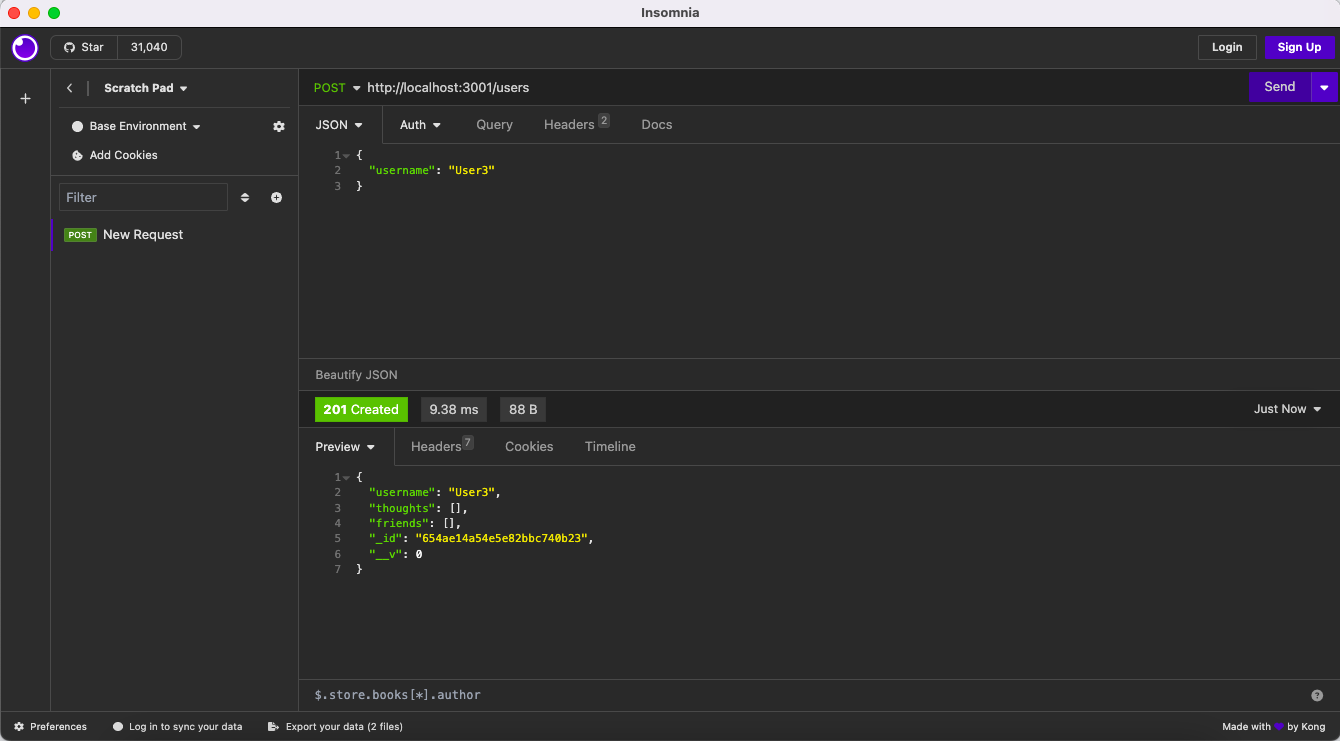 Insomnia
Star 31,040
Login Sign Up
Scratch Pad
POST http://localhost:3001/users
Send
Base Environment
Add Cookies
Filter
POST New Request
JSON Auth Query Headers 2 Docs
1 {
2 "username": "User3"
3 }
Beautify JSON
201 Created 9.38 ms 88 B Just Now
Preview Headers 7 Cookies Timeline
1 {
2 "username": "User3",
3 "thoughts": [],
4 "friends": [],
5 "_id": "654ae14a54e5e82bbc740b23",
6 "__v": 0
7 }
$.store.books[*].author ?
Preferences Log in to sync your data Export your data (2 files) Made with by Kong